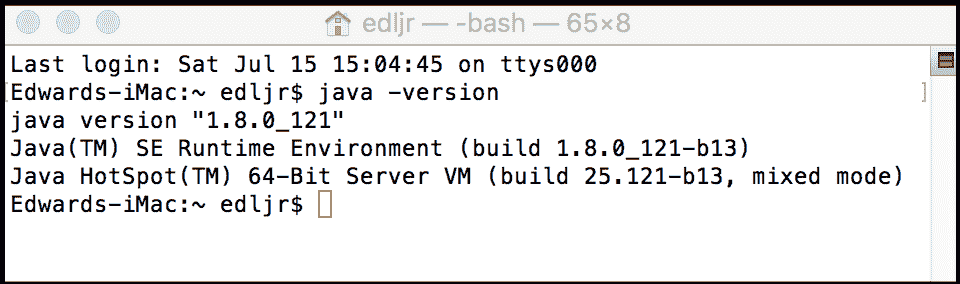 edljr — -bash — 65×8
Last login: Sat Jul 15 15:04:45 on ttys000
Edwards-iMac:~ edljr$ java -version
java version "1.8.0_121"
Java(TM) SE Runtime Environment (build 1.8.0_121-b13)
Java HotSpot(TM) 64-Bit Server VM (build 25.121-b13, mixed mode)
Edwards-iMac:~ edljr$